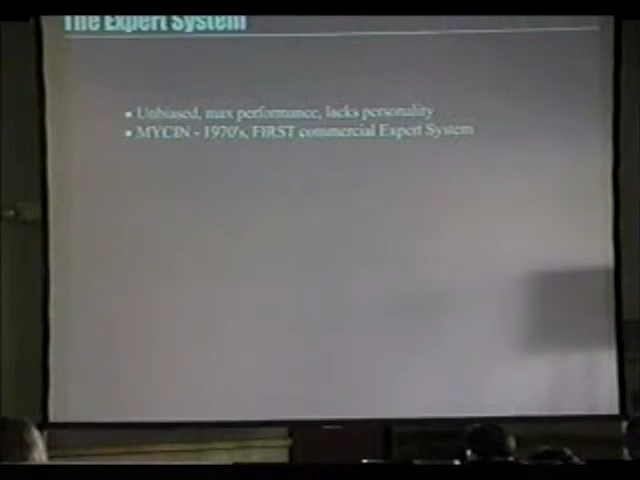 The Expert System
Unbiased, max performance, lacks personality
MYCIN - 1970's, FIRST commercial Expert System